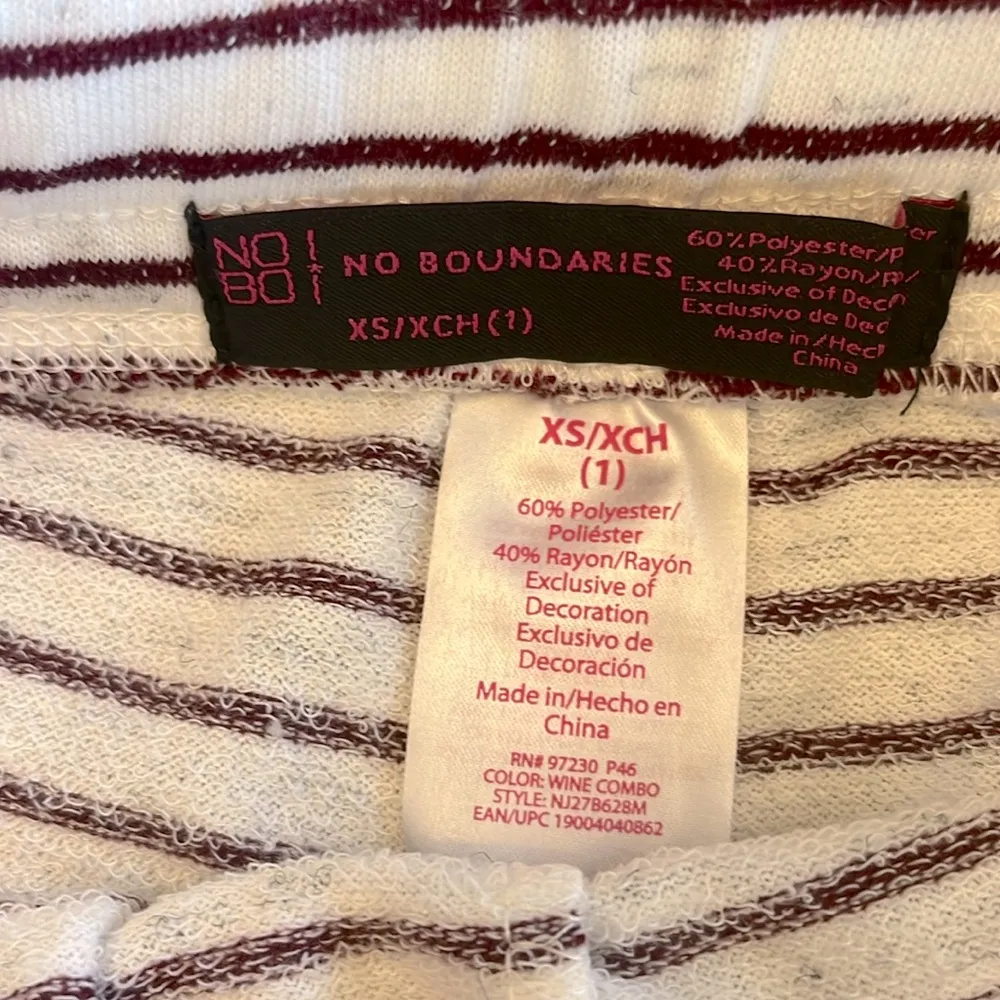 NO
BO
NO BOUNDARIES
XS/XCH (1)
60%Polyester/P
er
40%Rayon/R
Exclusive of Deco
Exclusivo de Dec
Made in/Hech
China
XS/XCH
(1)
60% Polyester/
Poliéster
40% Rayon/Rayón
Exclusive of
Decoration
Exclusivo de
Decoración
Made in/Hecho en
China
RN# 97230 P46
COLOR: WINE COMBO
STYLE: NJ27B628M
EAN/UPC 19004040862